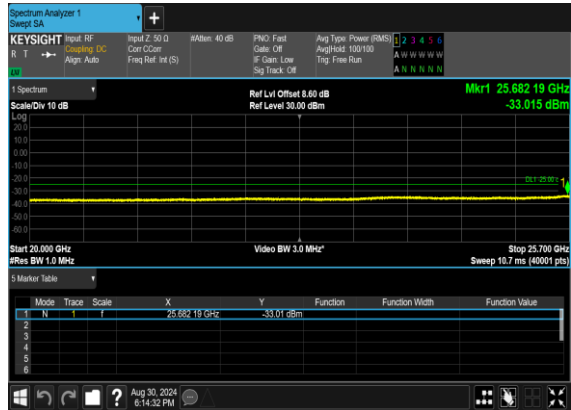 Spectrum Analyzer 1
Swept SA
KEYSIGHT
R T
LW
Input: RF
Coupling: DC
Align: Auto
Input Z: 50 Ω
Corr CCorr
Freq Ref: Int (S)
#Atten: 40 dB
PNO: Fast
Gate: Off
IF Gain: Low
Sig Track: Off
Avg Type: Power (RMS)
Avg|Hold: 100/100
Trig: Free Run
1 2 3 4 5 6
A W W W W W
A N N N N N
1 Spectrum
Scale/Div 10 dB
Ref Lvl Offset 8.60 dB
Ref Level 30.00 dBm
Mkr1 25.682 19 GHz
-33.015 dBm
Log
20.0
10.0
0.00
-10.0
-20.0
-30.0
-40.0
-50.0
-60.0
1
Start 20.000 GHz
#Res BW 1.0 MHz
Video BW 3.0 MHz*
Stop 25.700 GHz
Sweep 10.7 ms (40001 pts)
5 Marker Table
Mode Trace Scale X Y Function Function Width Function Value
1 N 1 f 25.682 19 GHz -33.01 dBm
2
3
4
5
6
Aug 30, 2024
6:14:32 PM